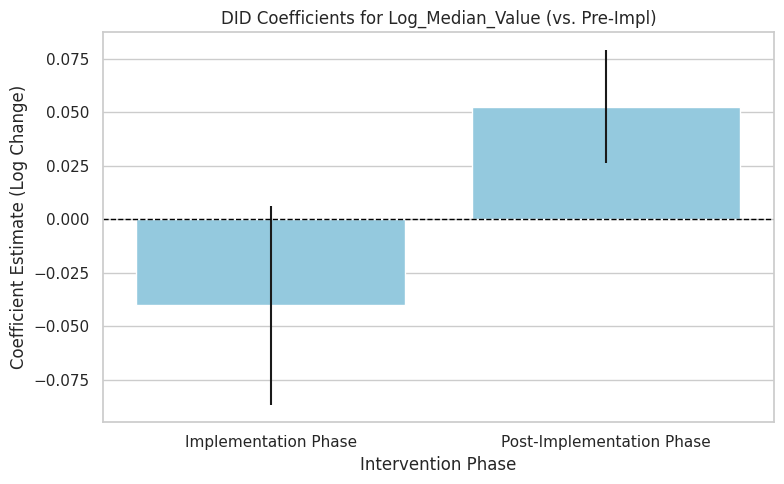 DID Coefficients for Log_Median_Value (vs. Pre-Impl)
Coefficient Estimate (Log Change)
0.075
0.050
0.025
0.000
−0.025
−0.050
−0.075
Implementation Phase
Post-Implementation Phase
Intervention Phase